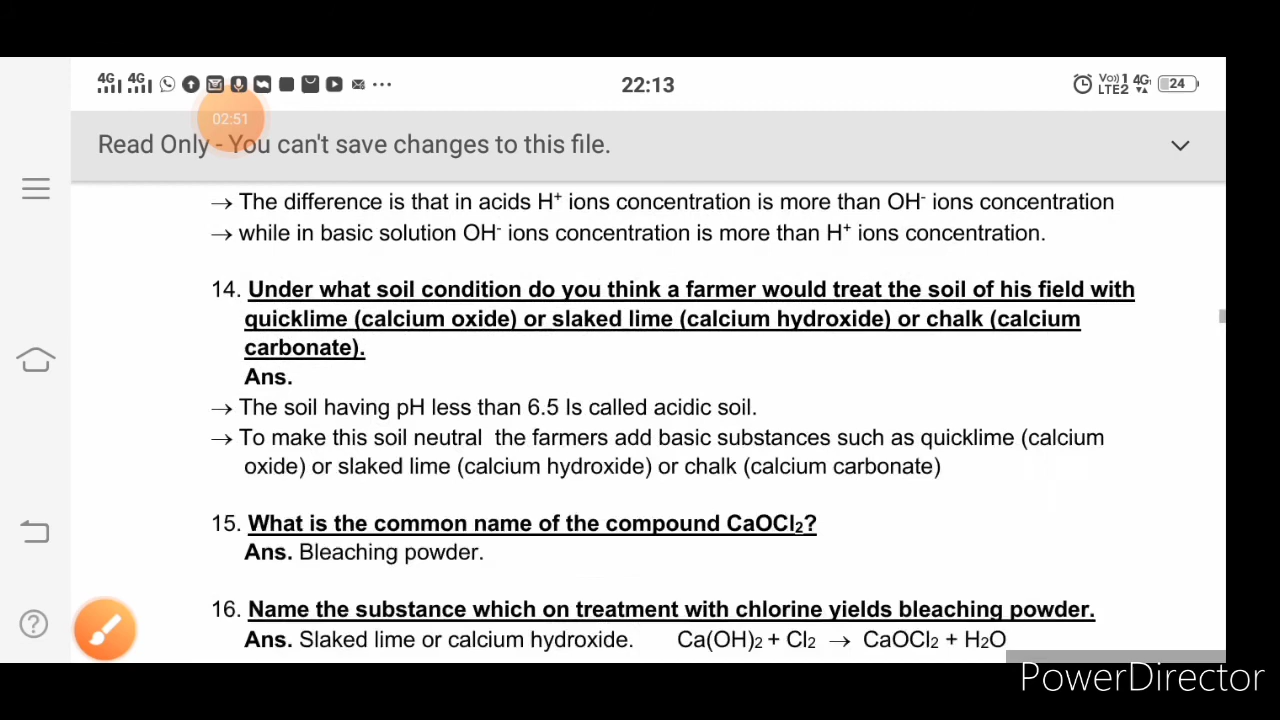 4G 4G 22:13 Vo)) 1 4G LTE2 24
02:51
Read Only - You can't save changes to this file.
→ The difference is that in acids H⁺ ions concentration is more than OH⁻ ions concentration
→ while in basic solution OH⁻ ions concentration is more than H⁺ ions concentration.
14. Under what soil condition do you think a farmer would treat the soil of his field with
quicklime (calcium oxide) or slaked lime (calcium hydroxide) or chalk (calcium
carbonate).
Ans.
→ The soil having pH less than 6.5 Is called acidic soil.
→ To make this soil neutral the farmers add basic substances such as quicklime (calcium
oxide) or slaked lime (calcium hydroxide) or chalk (calcium carbonate)
15. What is the common name of the compound CaOCl₂?
Ans. Bleaching powder.
16. Name the substance which on treatment with chlorine yields bleaching powder.
Ans. Slaked lime or calcium hydroxide. Ca(OH)₂ + Cl₂ → CaOCl₂ + H₂O
PowerDirector